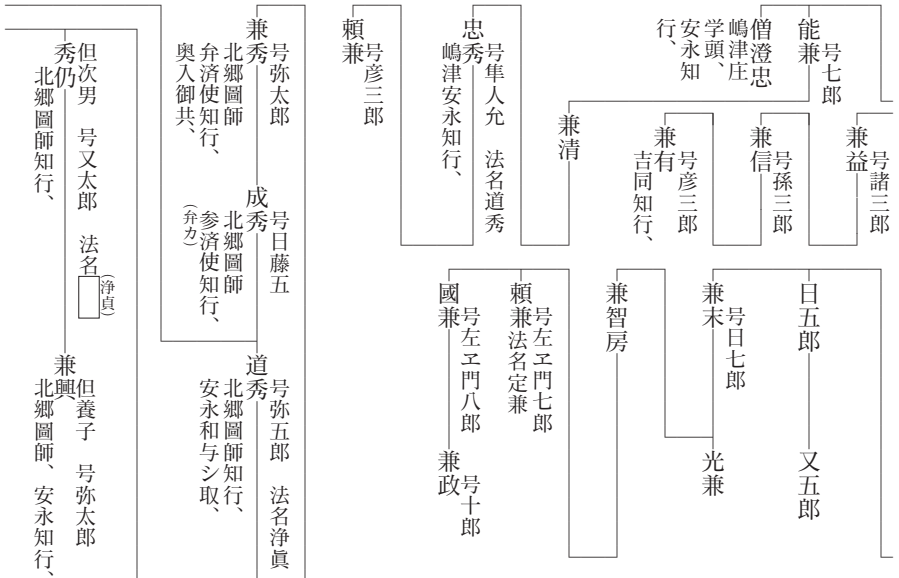 能兼
号七郎
僧澄忠
嶋津庄
学頭、
安永知
行、
兼益
号諸三郎
兼信
号孫三郎
兼有
号彦三郎
吉同知行、
兼清
忠秀
号隼人允　法名道秀
嶋津安永知行、
頼兼
号彦三郎
日五郎
又五郎
兼末
号日七郎
光兼
兼智房
頼兼
号左ヱ門七郎
法名定兼
國兼
号左ヱ門八郎
兼政
号十郎
兼秀
号弥太郎
北郷圖師
弁済使知行、
奥入御共、
成秀
号日藤五
北郷圖師
参済使知行、
(弁カ)
道秀
号弥五郎　法名浄眞
北郷圖師知行、
安永和与シ取、
秀仍
但次男　号又太郎　法名□
(浄貞)
北郷圖師知行、
兼興
但養子　号弥太郎
北郷圖師、安永知行、